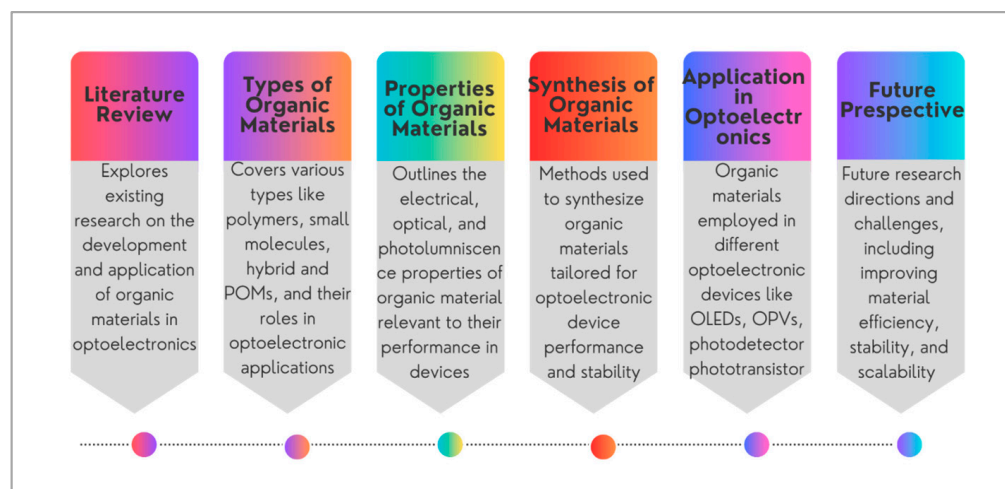 Literature
Review
Explores
existing
research on the
development
and application
of organic
materials in
optoelectronics
Types of
Organic
Materials
Covers various
types like
polymers, small
molecules,
hybrid and
POMs, and their
roles in
optoelectronic
applications
Properties
of Organic
Materials
Outlines the
electrical,
optical, and
photolumniscen
ce properties of
organic material
relevant to their
performance in
devices
Synthesis of
Organic
Materials
Methods used
to synthesize
organic
materials
tailored for
optoelectronic
device
performance
and stability
Application
in
Optoelectr
onics
Organic
materials
employed in
different
optoelectronic
devices like
OLEDs, OPVs,
photodetector
phototransistor
Future
Prespective
Future research
directions and
challenges,
including
improving
material
efficiency,
stability, and
scalability